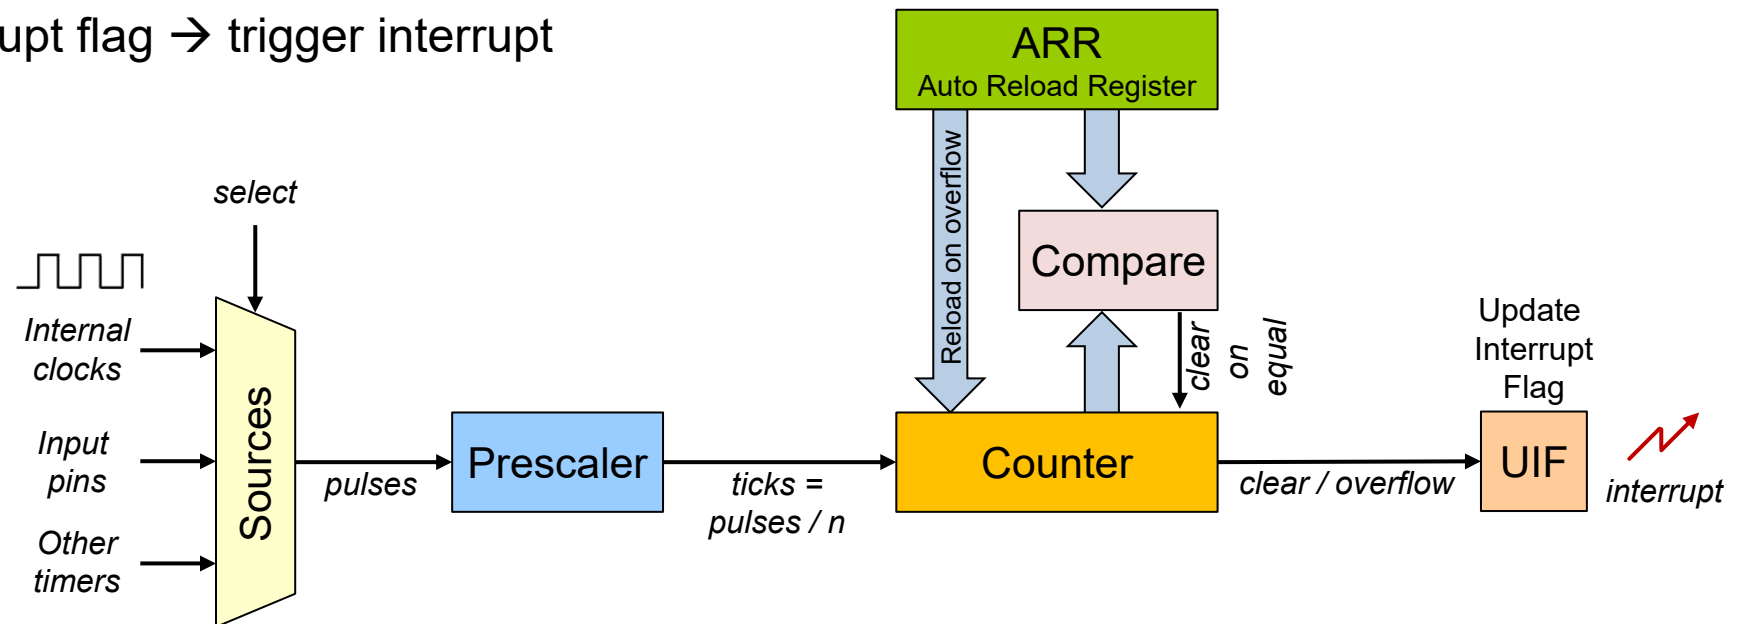 upt flag → trigger interrupt
ARR
Auto Reload Register
Reload on overflow
select
Compare
Internal
clocks
clear
on
equal
Update
Interrupt
Flag
Sources
Input
pins
pulses
Prescaler
ticks =
pulses / n
Counter
clear / overflow
UIF
interrupt
Other
timers